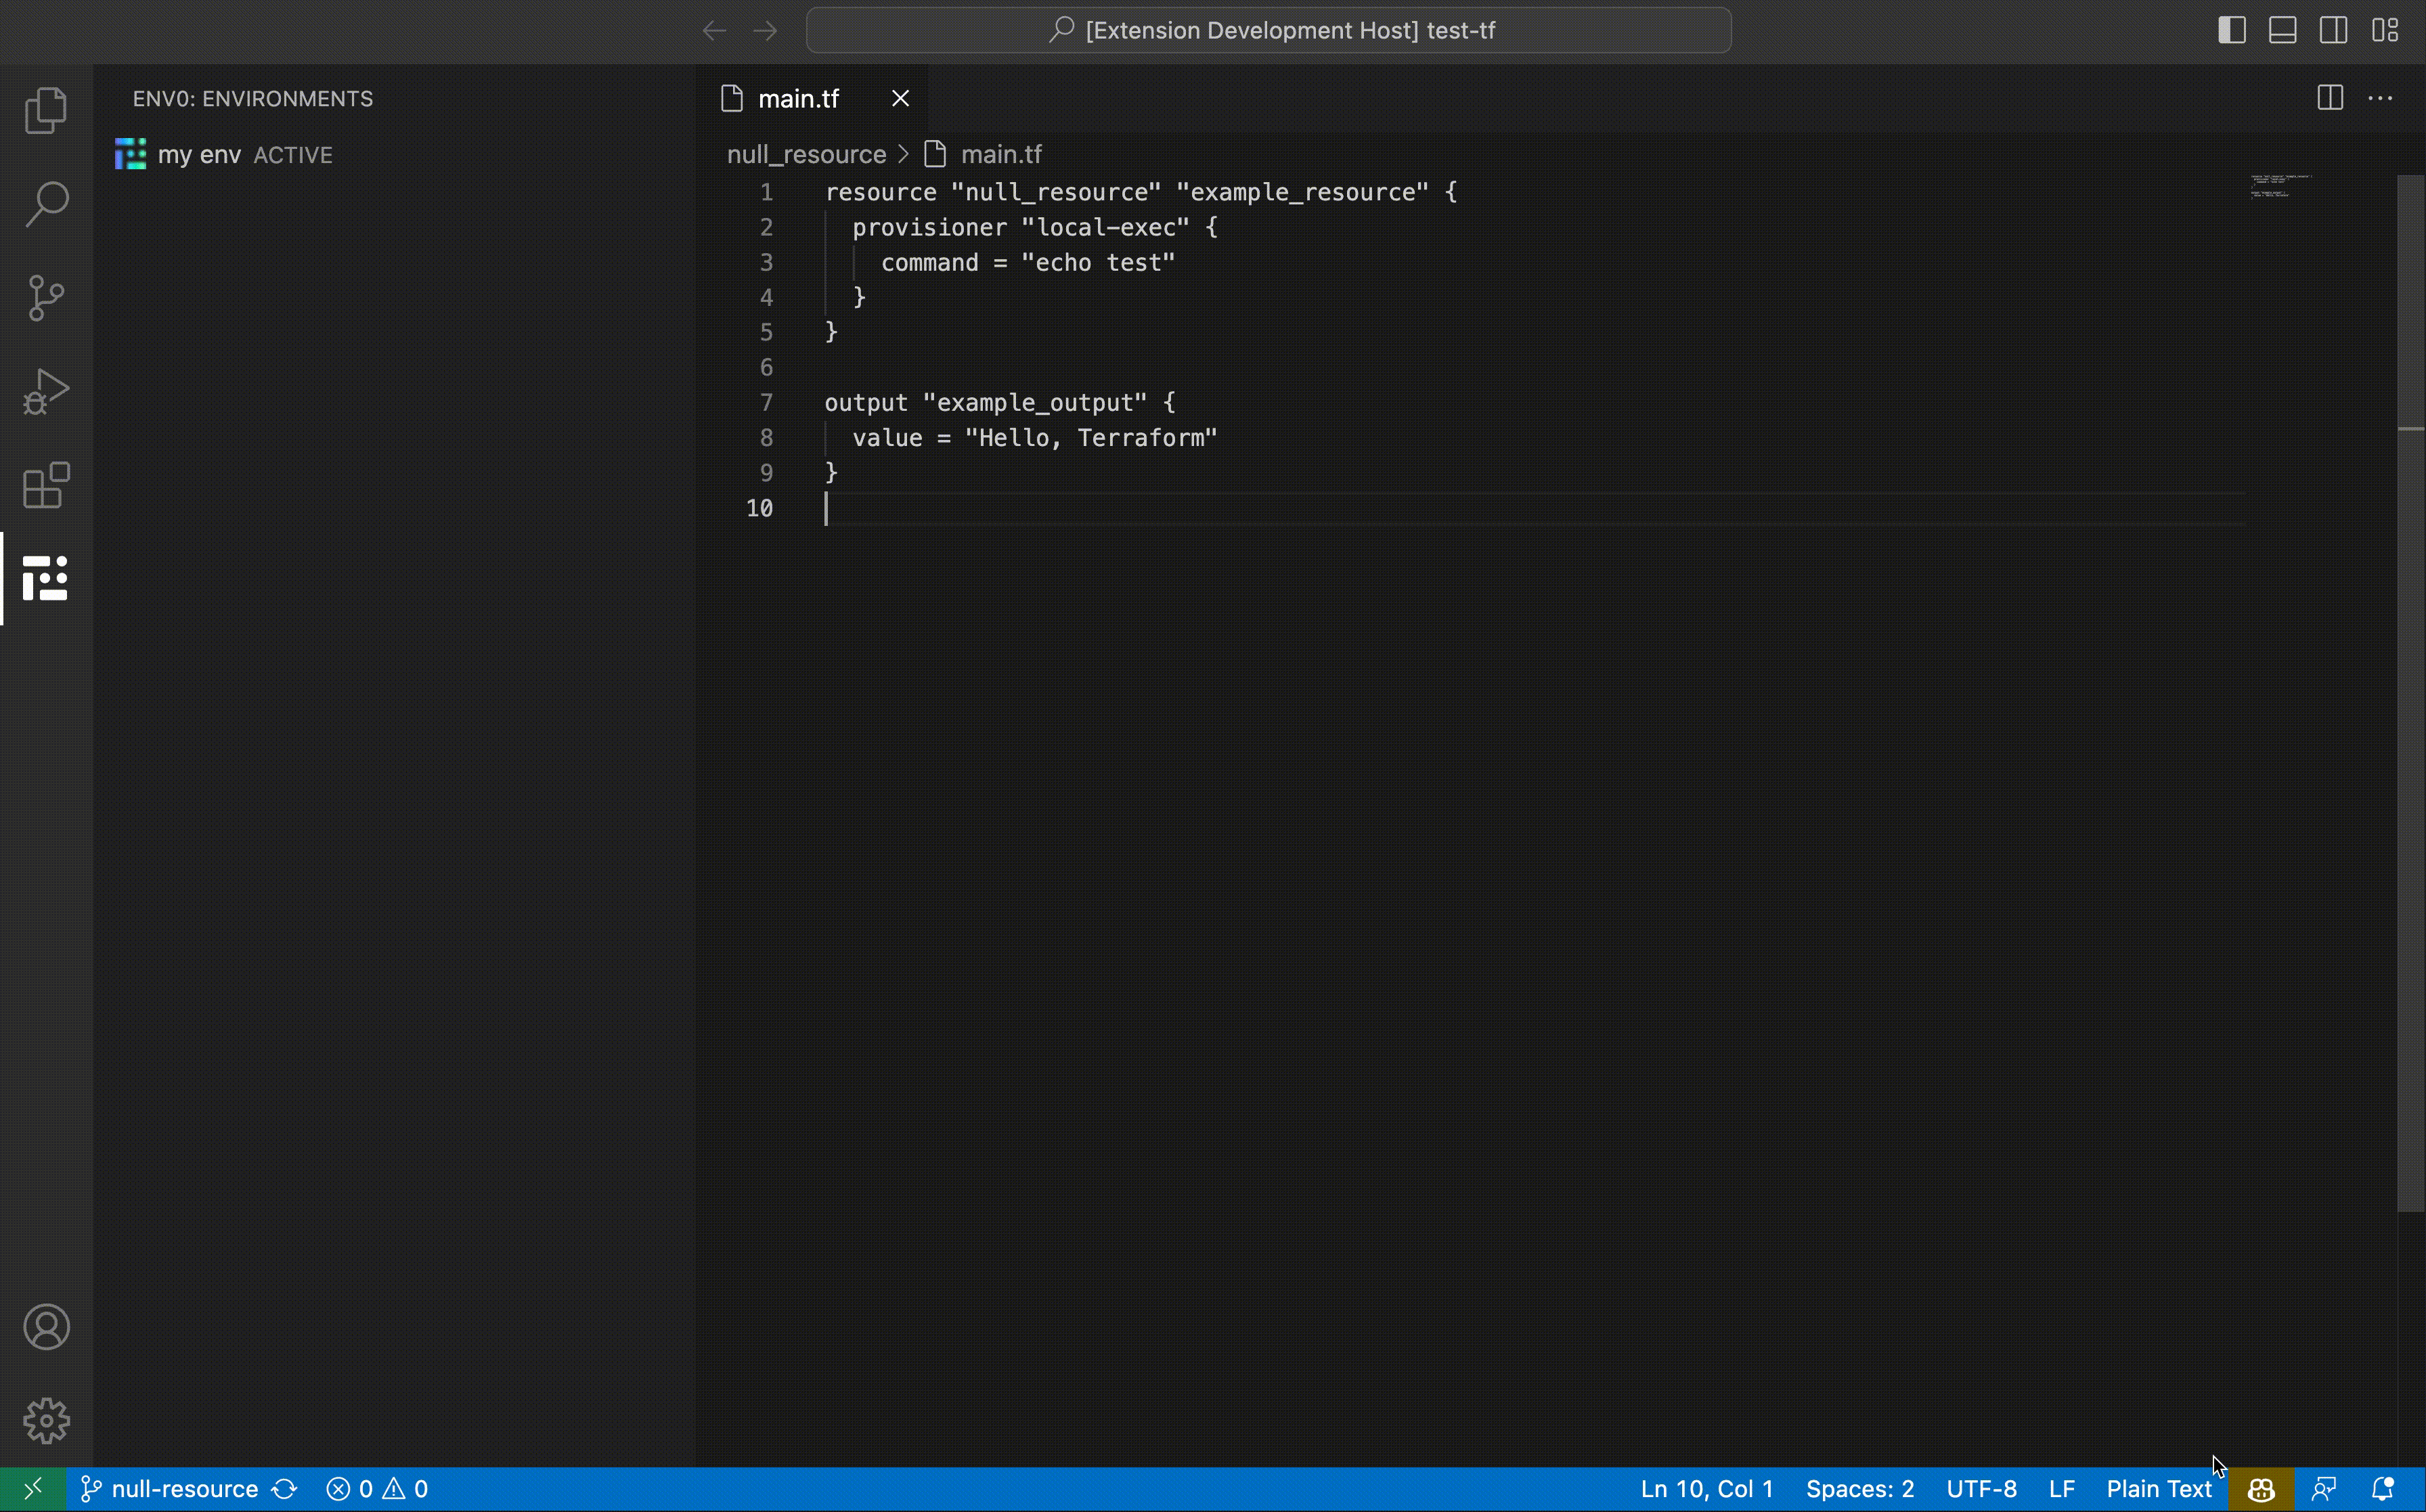 [Extension Development Host] test-tf
ENV0: ENVIRONMENTS
my env ACTIVE
main.tf
null_resource > main.tf
1 resource "null_resource" "example_resource" {
2   provisioner "local-exec" {
3     command = "echo test"
4   }
5 }
6
7 output "example_output" {
8   value = "Hello, Terraform"
9 }
10
null-resource 0 0 Ln 10, Col 1 Spaces: 2 UTF-8 LF Plain Text